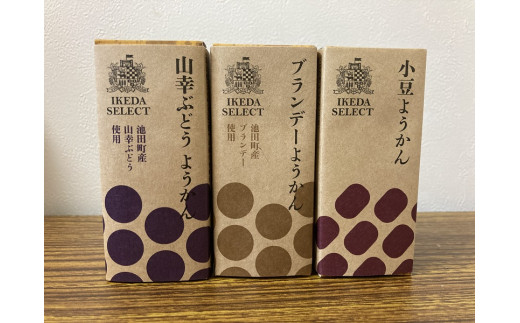 IKEDA
SELECT
山幸ぶどう ようかん
池田町産
山幸ぶどう
使用
IKEDA
SELECT
ブランデーようかん
池田町産
ブランデー
使用
IKEDA
SELECT
小豆ようかん